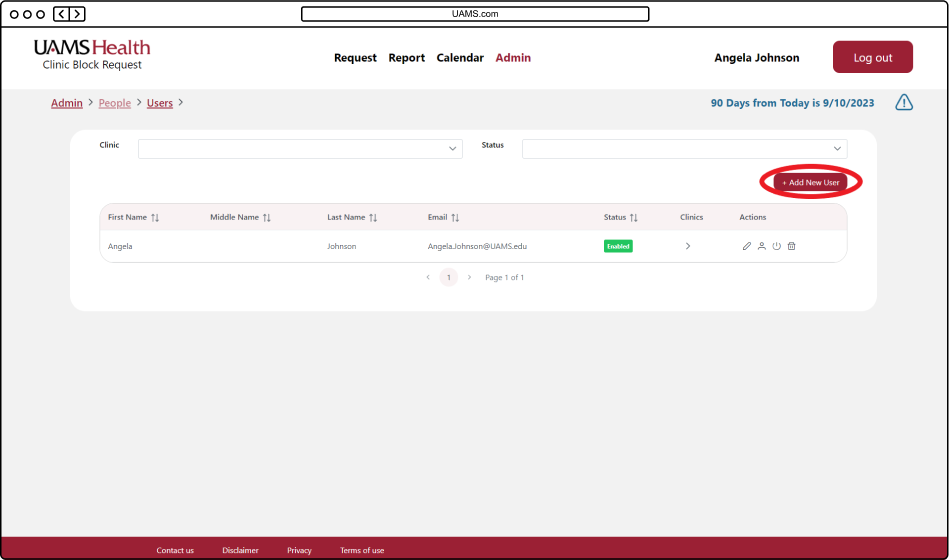 UAMS.com
UAMS Health
Clinic Block Request
Request Report Calendar Admin
Angela Johnson
Log out
Admin > People > Users >
90 Days from Today is 9/10/2023
Clinic
Status
+ Add New User
First Name Middle Name Last Name Email Status Clinics Actions
Angela Johnson Angela.Johnson@UAMS.edu Enabled
< 1 > Page 1 of 1
Contact us Disclaimer Privacy Terms of use